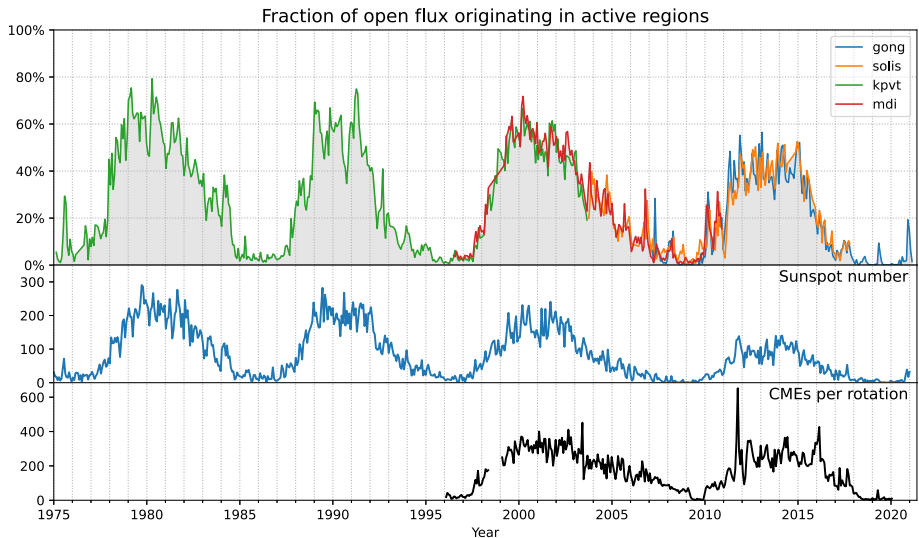 Fraction of open flux originating in active regions
100%
80%
60%
40%
20%
0%
gong
solis
kpvt
mdi
Sunspot number
300
200
100
0
CMEs per rotation
600
400
200
0
1975 1980 1985 1990 1995 2000 2005 2010 2015 2020
Year